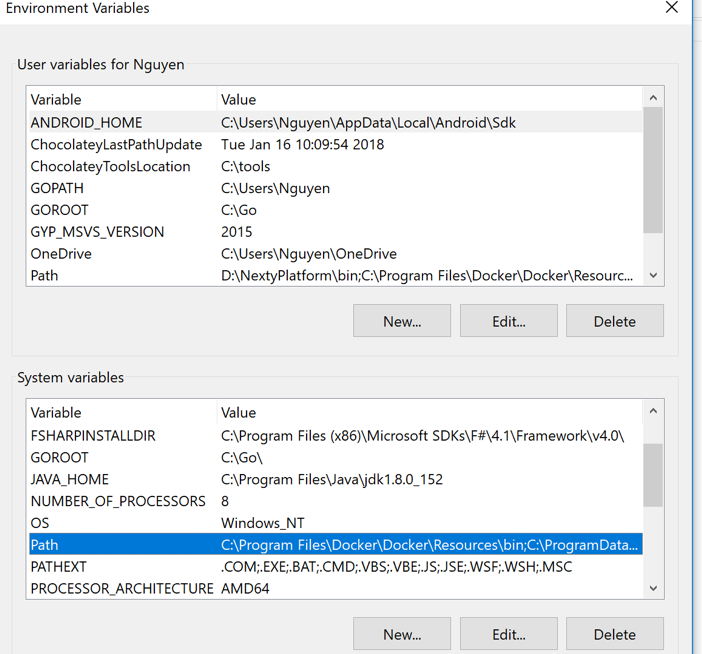 Environment Variables
User variables for Nguyen
Variable Value
ANDROID_HOME C:\Users\Nguyen\AppData\Local\Android\Sdk
ChocolateyLastPathUpdate Tue Jan 16 10:09:54 2018
ChocolateyToolsLocation C:\tools
GOPATH C:\Users\Nguyen
GOROOT C:\Go
GYP_MSVS_VERSION 2015
OneDrive C:\Users\Nguyen\OneDrive
Path D:\NextyPlatform\bin;C:\Program Files\Docker\Docker\Resourc...
New... Edit... Delete
System variables
Variable Value
FSHARPINSTALLDIR C:\Program Files (x86)\Microsoft SDKs\F#\4.1\Framework\v4.0\
GOROOT C:\Go\
JAVA_HOME C:\Program Files\Java\jdk1.8.0_152
NUMBER_OF_PROCESSORS 8
OS Windows_NT
Path C:\Program Files\Docker\Docker\Resources\bin;C:\ProgramData...
PATHEXT .COM;.EXE;.BAT;.CMD;.VBS;.VBE;.JS;.JSE;.WSF;.WSH;.MSC
PROCESSOR_ARCHITECTURE AMD64
New... Edit... Delete